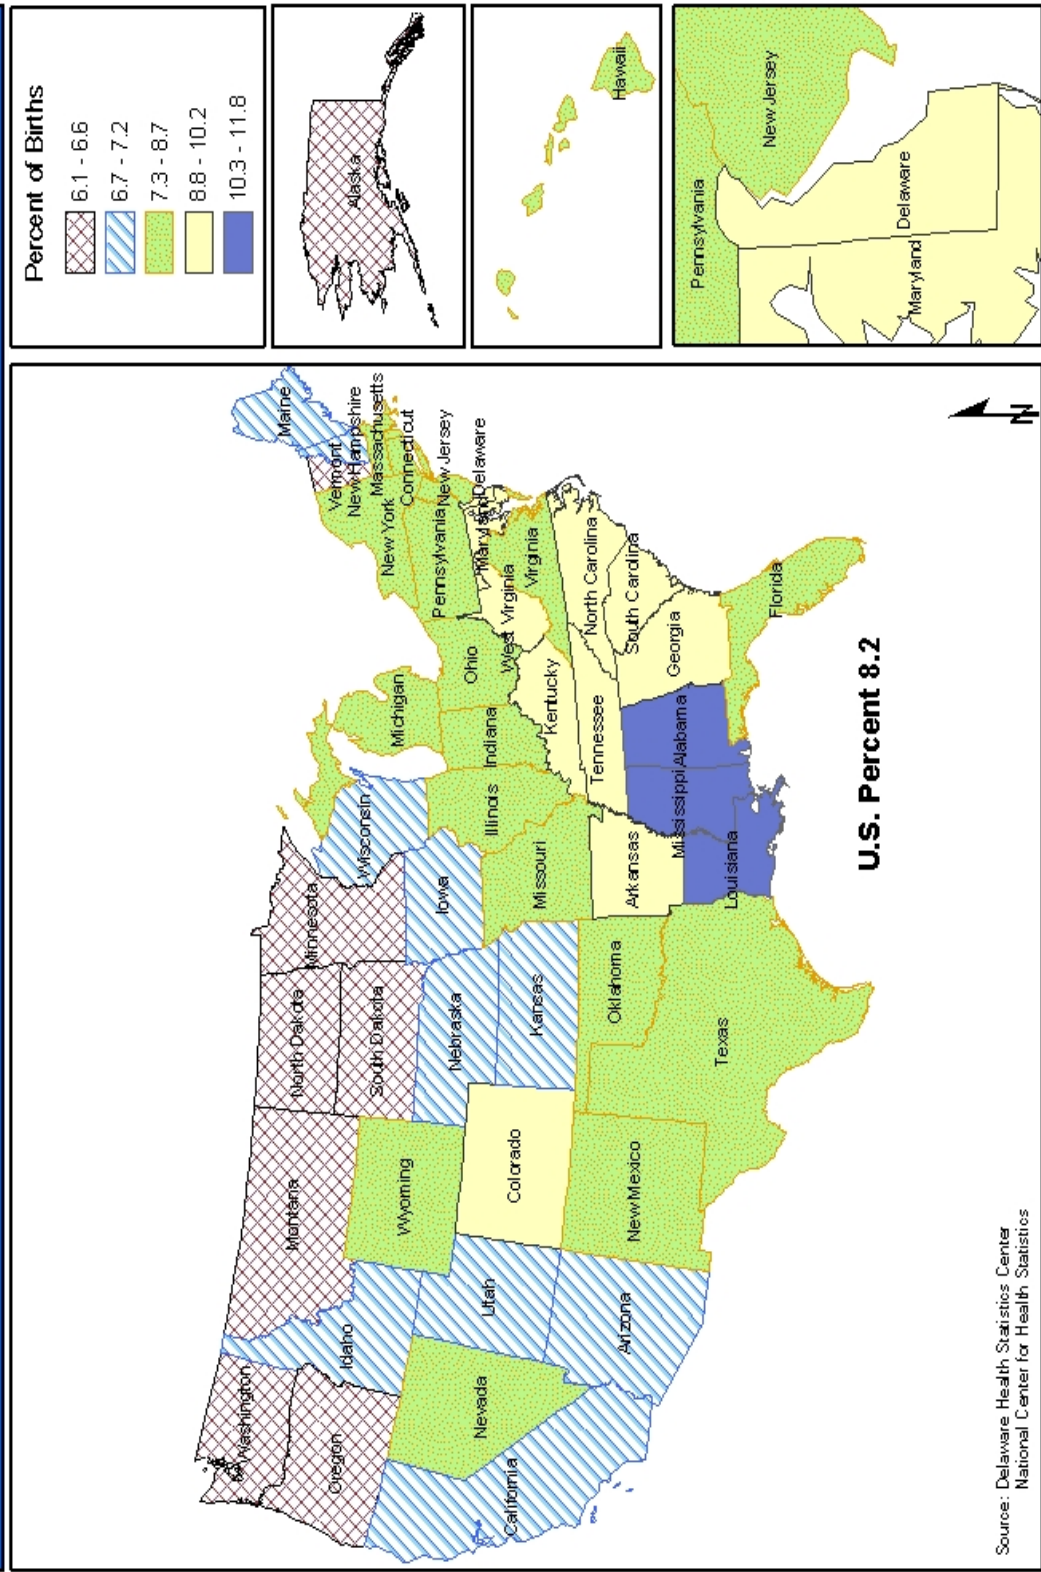 Percent of Births
6.1 - 6.6
6.7 - 7.2
7.3 - 8.7
8.8 - 10.2
10.3 - 11.8
Alaska
Hawaii
Pennsylvania
New Jersey
Maryland
Delaware
Washington
Oregon
California
Idaho
Nevada
Montana
Wyoming
Utah
Arizona
Colorado
New Mexico
North Dakota
South Dakota
Nebraska
Kansas
Oklahoma
Texas
Minnesota
Iowa
Missouri
Arkansas
Louisiana
Wisconsin
Illinois
Michigan
Indiana
Ohio
Kentucky
Tennessee
Mississippi
Alabama
Georgia
Florida
South Carolina
North Carolina
Virginia
West Virginia
Maryland
Delaware
Pennsylvania
New Jersey
New York
Connecticut
Massachusetts
New Hampshire
Vermont
Maine
U.S. Percent 8.2
N
Source: Delaware Health Statistics Center
National Center for Health Statistics